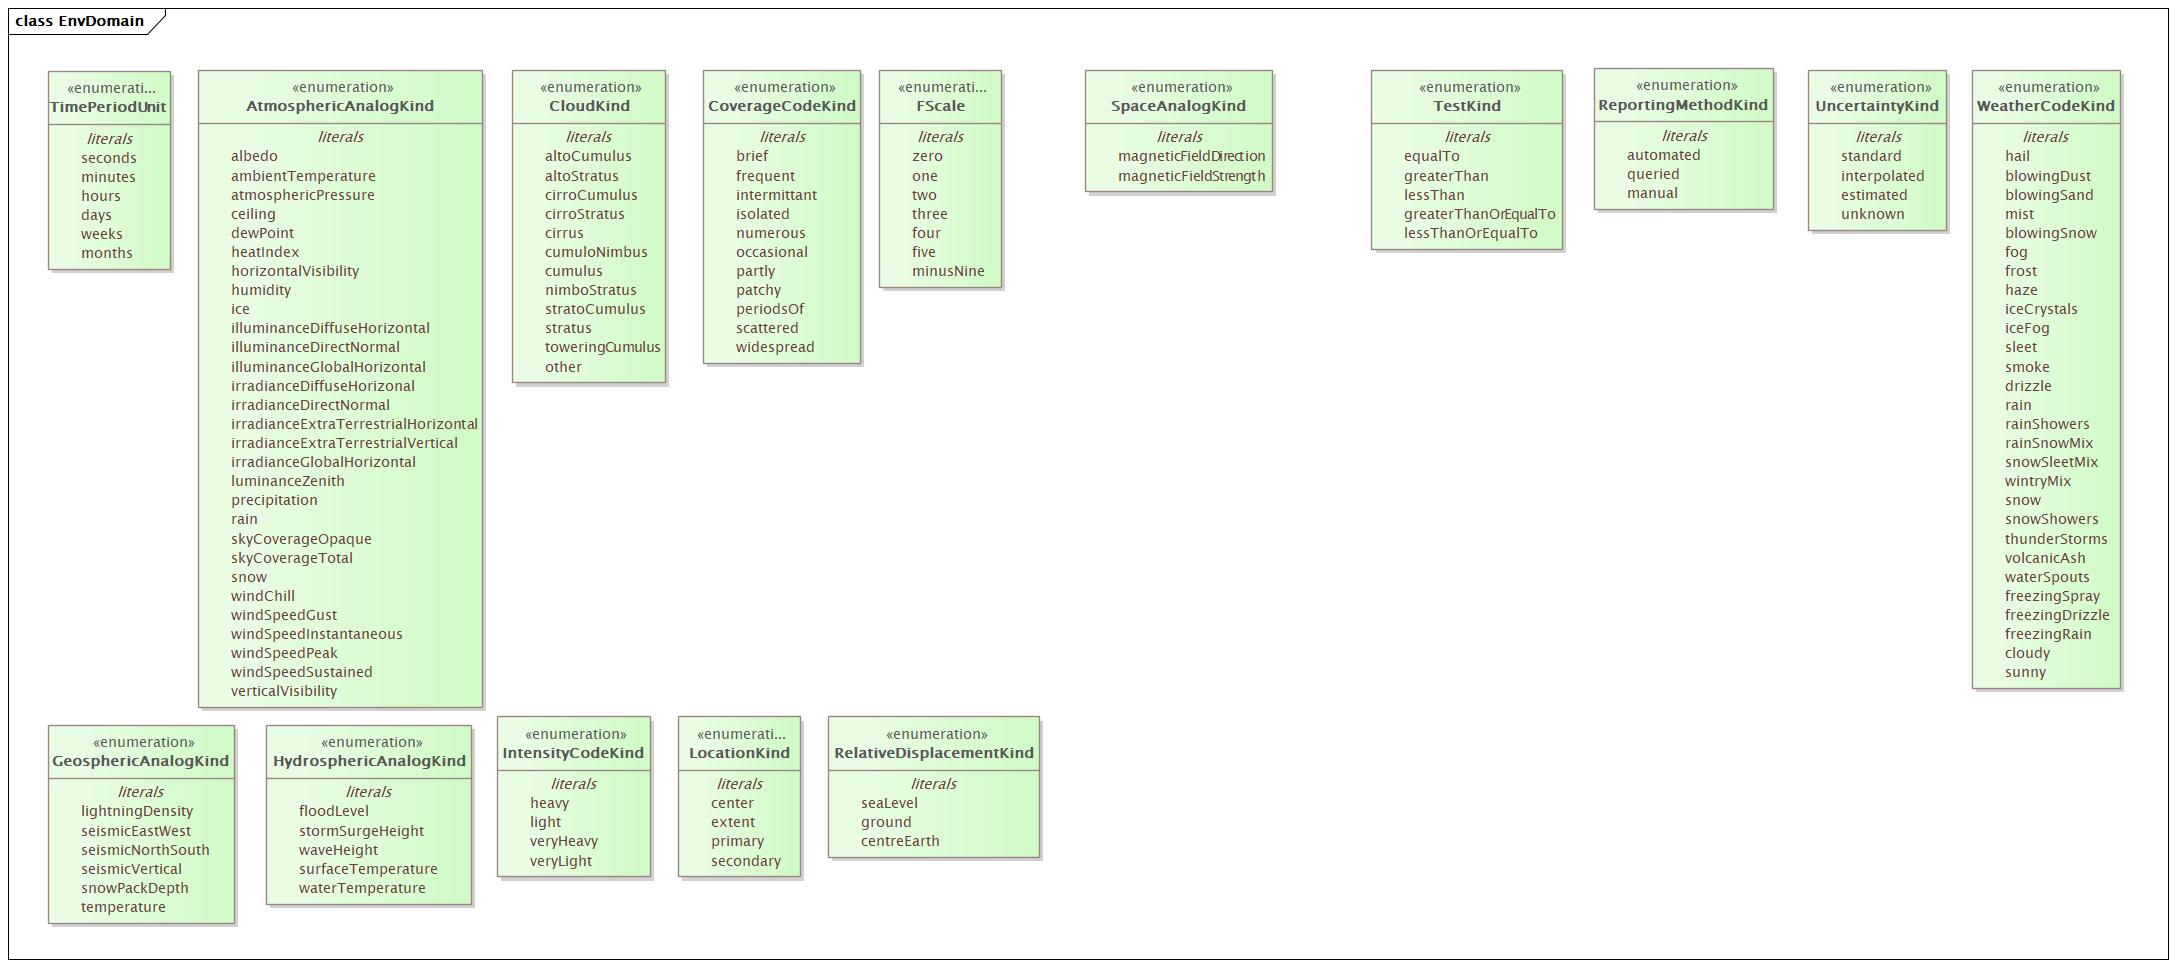 class EnvDomain
«enumerati...
TimePeriodUnit
literals
seconds
minutes
hours
days
weeks
months
«enumeration»
AtmosphericAnalogKind
literals
albedo
ambientTemperature
atmosphericPressure
ceiling
dewPoint
heatIndex
horizontalVisibility
humidity
ice
illuminanceDiffuseHorizontal
illuminanceDirectNormal
illuminanceGlobalHorizontal
irradianceDiffuseHorizonal
irradianceDirectNormal
irradianceExtraTerrestrialHorizontal
irradianceExtraTerrestrialVertical
irradianceGlobalHorizontal
luminanceZenith
precipitation
rain
skyCoverageOpaque
skyCoverageTotal
snow
windChill
windSpeedGust
windSpeedInstantaneous
windSpeedPeak
windSpeedSustained
verticalVisibility
«enumeration»
CloudKind
literals
altoCumulus
altoStratus
cirroCumulus
cirroStratus
cirrus
cumuloNimbus
cumulus
nimboStratus
stratoCumulus
stratus
toweringCumulus
other
«enumeration»
CoverageCodeKind
literals
brief
frequent
intermittant
isolated
numerous
occasional
partly
patchy
periodsOf
scattered
widespread
«enumerati...
FScale
literals
zero
one
two
three
four
five
minusNine
«enumeration»
SpaceAnalogKind
literals
magneticFieldDirection
magneticFieldStrength
«enumeration»
TestKind
literals
equalTo
greaterThan
lessThan
greaterThanOrEqualTo
lessThanOrEqualTo
«enumeration»
ReportingMethodKind
literals
automated
queried
manual
«enumeration»
UncertaintyKind
literals
standard
interpolated
estimated
unknown
«enumeration»
WeatherCodeKind
literals
hail
blowingDust
blowingSand
mist
blowingSnow
fog
frost
haze
iceCrystals
iceFog
sleet
smoke
drizzle
rain
rainShowers
rainSnowMix
snowSleetMix
wintryMix
snow
snowShowers
thunderStorms
volcanicAsh
waterSpouts
freezingSpray
freezingDrizzle
freezingRain
cloudy
sunny
«enumeration»
GeosphericAnalogKind
literals
lightningDensity
seismicEastWest
seismicNorthSouth
seismicVertical
snowPackDepth
temperature
«enumeration»
HydrosphericAnalogKind
literals
floodLevel
stormSurgeHeight
waveHeight
surfaceTemperature
waterTemperature
«enumeration»
IntensityCodeKind
literals
heavy
light
veryHeavy
veryLight
«enumerati...
LocationKind
literals
center
extent
primary
secondary
«enumeration»
RelativeDisplacementKind
literals
seaLevel
ground
centreEarth